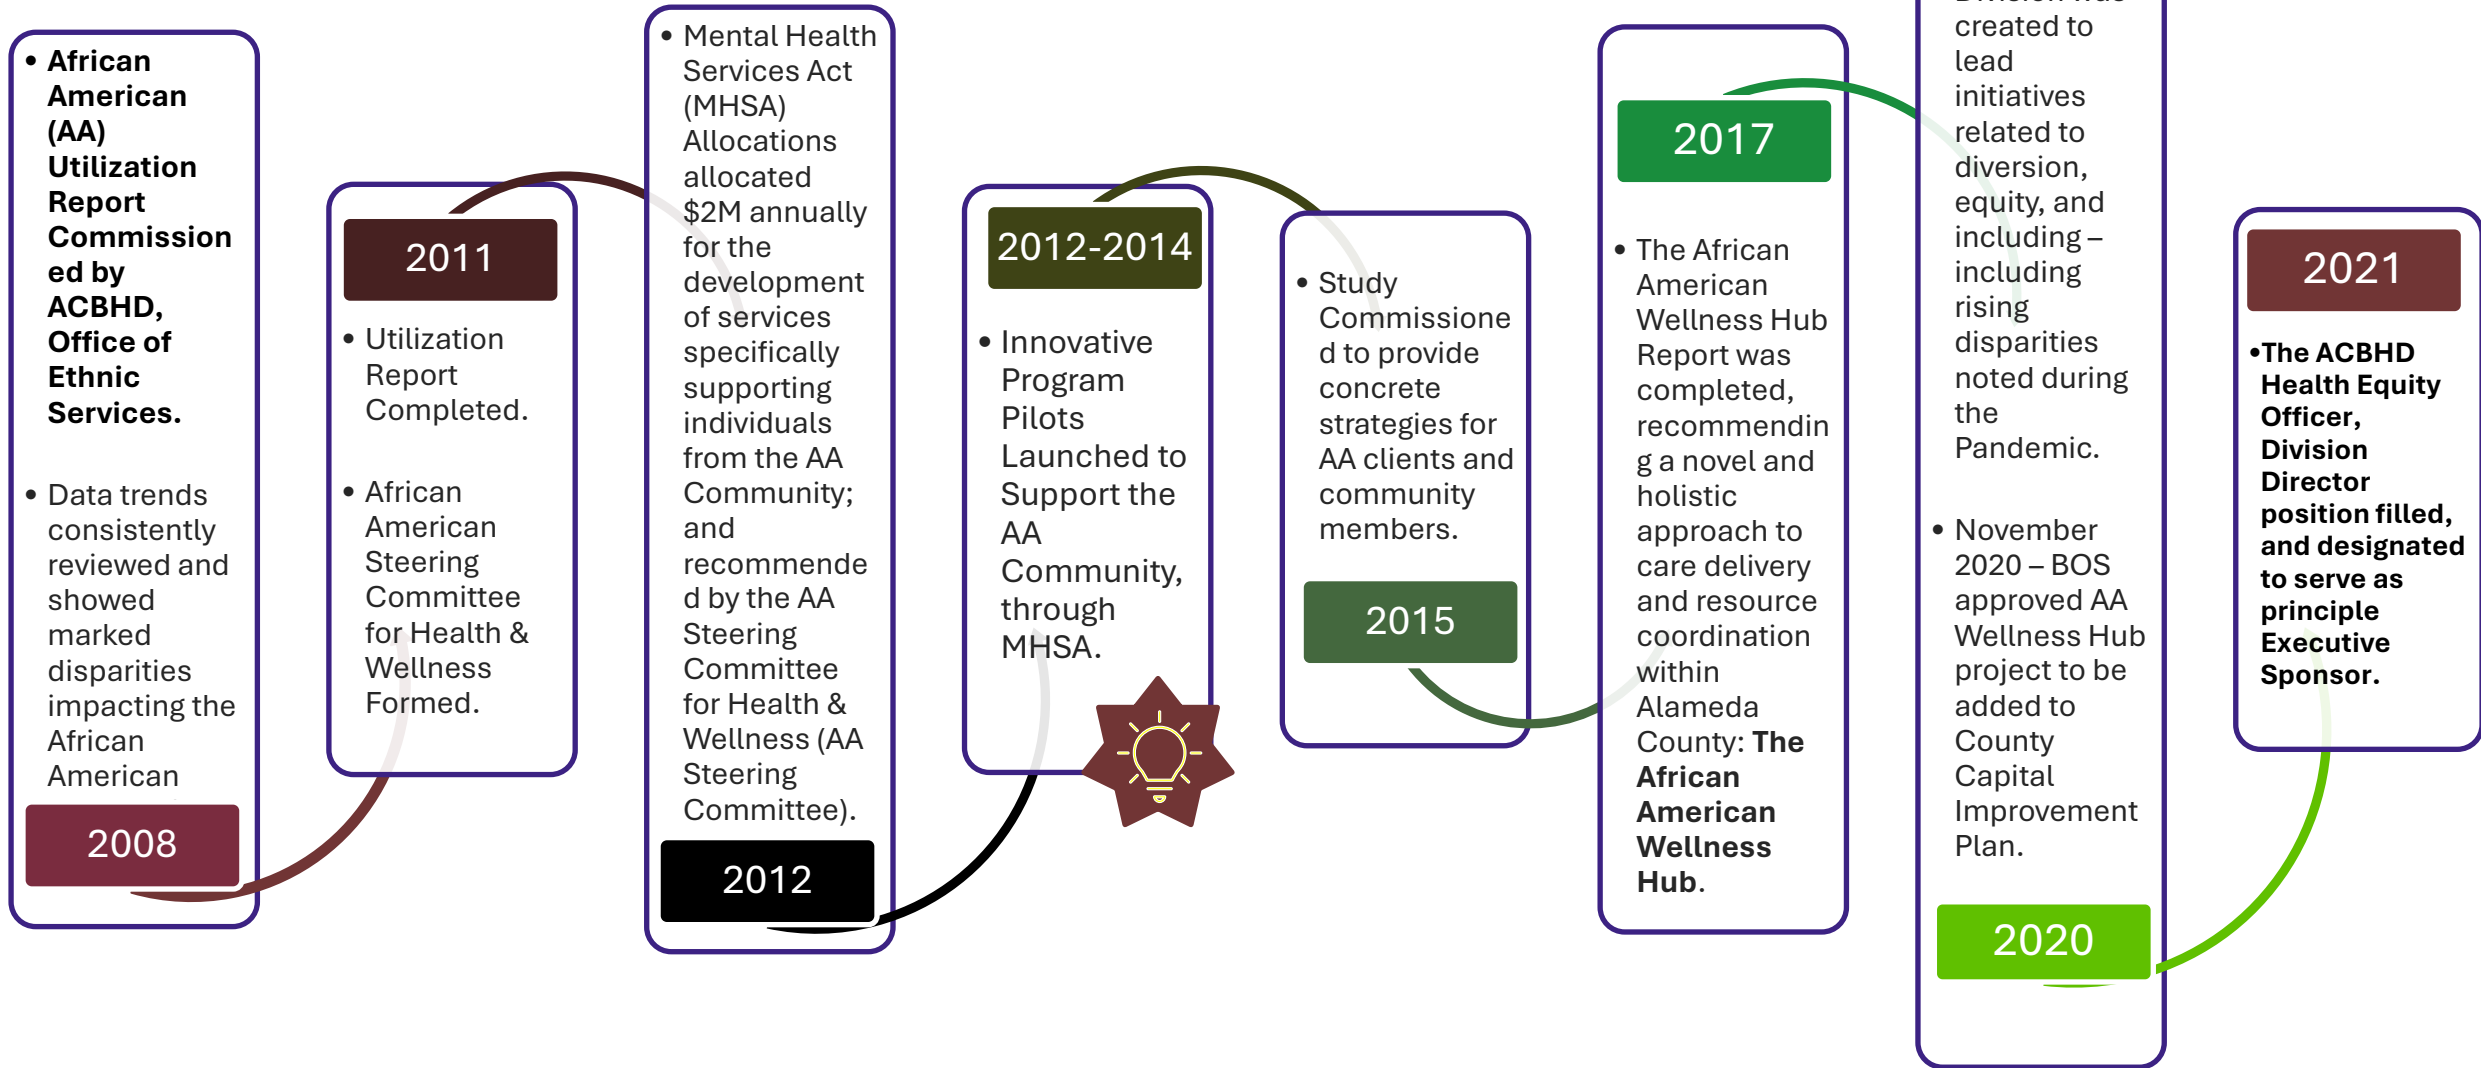 • African
American
(AA)
Utilization
Report
Commission
ed by
ACBHD,
Office of
Ethnic
Services.
• Data trends
consistently
reviewed and
showed
marked
disparities
impacting the
African
American
2008
2011
• Utilization
Report
Completed.
• African
American
Steering
Committee
for Health &
Wellness
Formed.
• Mental Health
Services Act
(MHSA)
Allocations
allocated
$2M annually
for the
development
of services
specifically
supporting
individuals
from the AA
Community;
and
recommende
d by the AA
Steering
Committee
for Health &
Wellness (AA
Steering
Committee).
2012
2012-2014
• Innovative
Program
Pilots
Launched to
Support the
AA
Community,
through
MHSA.
• Study
Commissione
d to provide
concrete
strategies for
AA clients and
community
members.
2015
2017
• The African
American
Wellness Hub
Report was
completed,
recommendin
g a novel and
holistic
approach to
care delivery
and resource
coordination
within
Alameda
County: The
African
American
Wellness
Hub.
Division was
created to
lead
initiatives
related to
diversion,
equity, and
including –
including
rising
disparities
noted during
the
Pandemic.
• November
2020 – BOS
approved AA
Wellness Hub
project to be
added to
County
Capital
Improvement
Plan.
2020
2021
•The ACBHD
Health Equity
Officer,
Division
Director
position filled,
and designated
to serve as
principle
Executive
Sponsor.